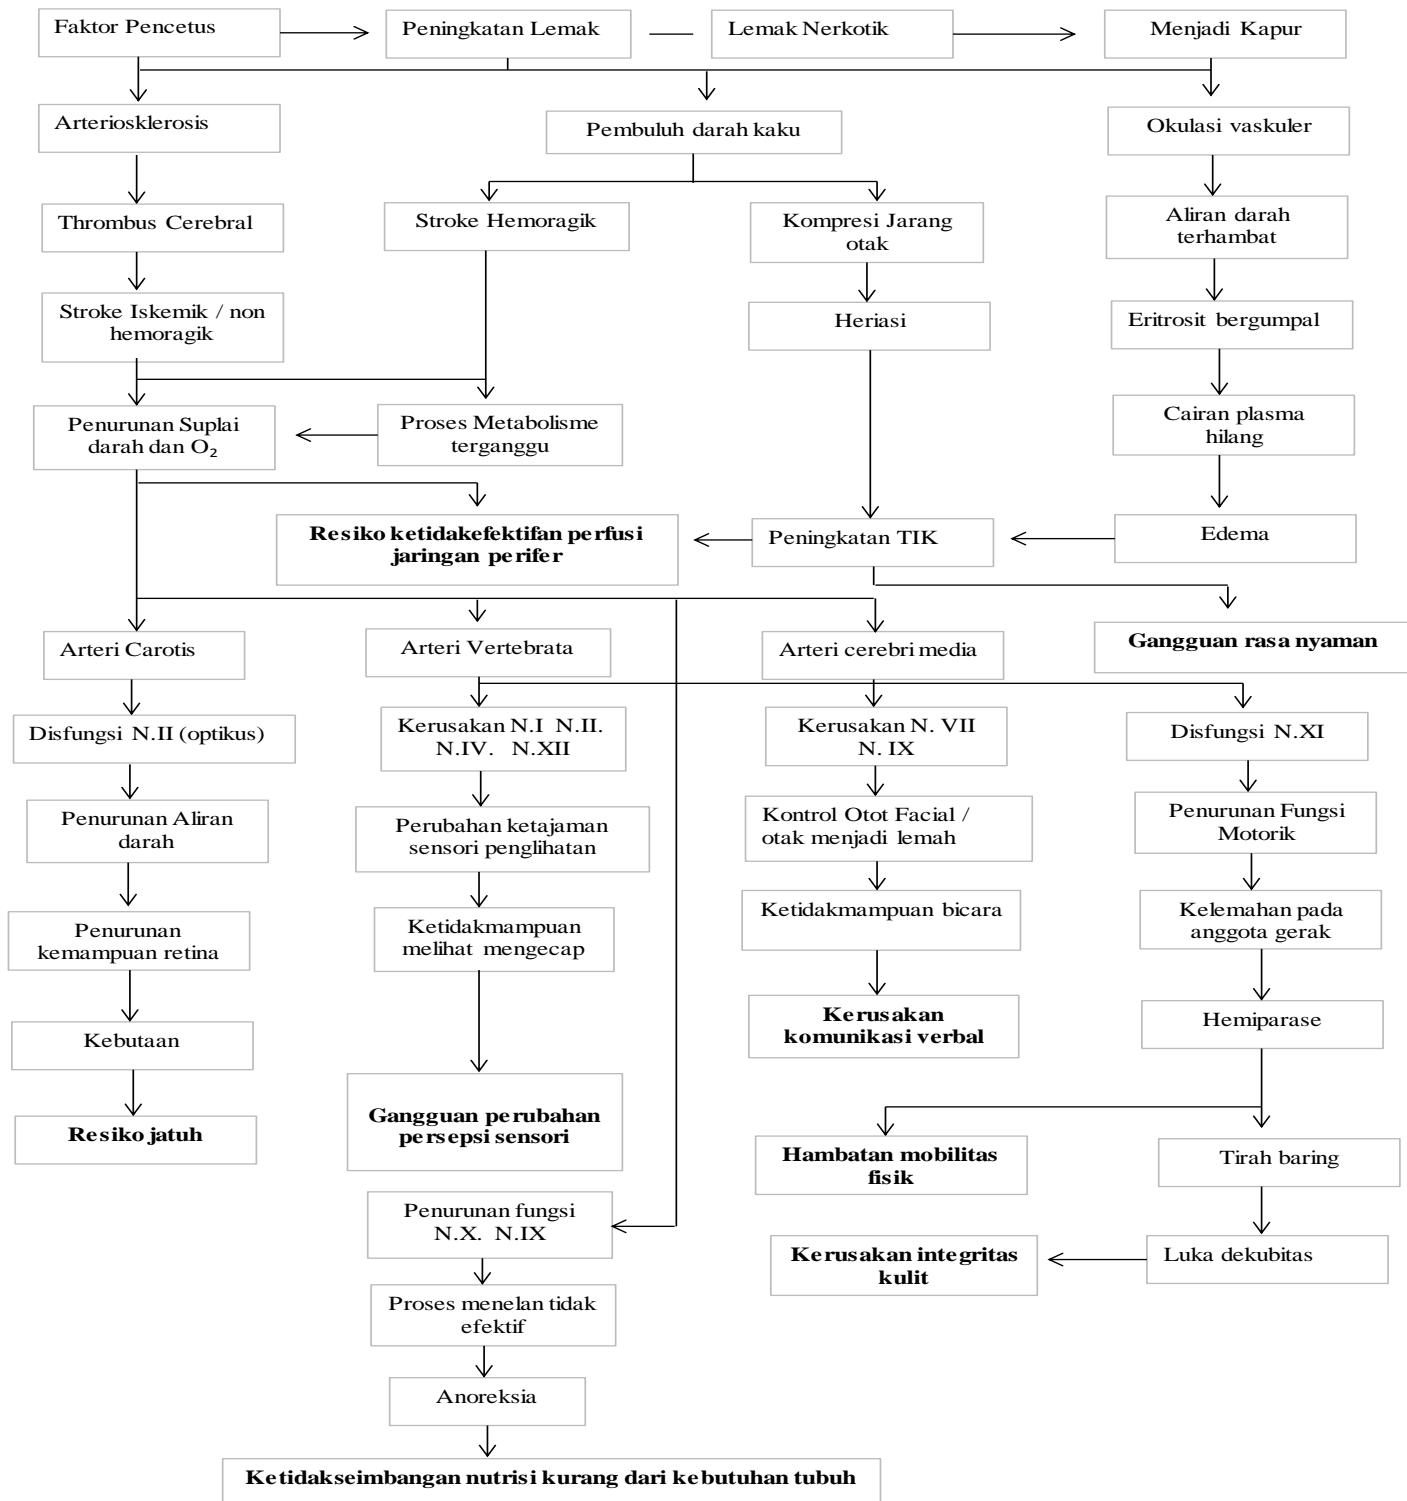 Faktor Pencetus
Peningkatan Lemak
Lemak Nerkotik
Menjadi Kapur
Arteriosklerosis
Pembuluh darah kaku
Okulasi vaskuler
Thrombus Cerebral
Stroke Hemoragik
Kompresi Jarang
otak
Aliran darah
terhambat
Stroke Iskemik / non
hemoragik
Heriasi
Eritrosit bergumpal
Penurunan Suplai
darah dan O₂
Proses Metabolisme
terganggu
Cairan plasma
hilang
Resiko ketidakefektifan perfusi
jaringan perifer
Peningkatan TIK
Edema
Arteri Carotis
Arteri Vertebrata
Arteri cerebri media
Gangguan rasa nyaman
Disfungsi N.II (optikus)
Kerusakan N.I N.II.
N.IV. N.XII
Kerusakan N. VII
N. IX
Disfungsi N.XI
Penurunan Aliran
darah
Perubahan ketajaman
sensori penglihatan
Kontrol Otot Facial /
otak menjadi lemah
Penurunan Fungsi
Motorik
Penurunan
kemampuan retina
Ketidakmampuan
melihat mengecap
Ketidakmampuan bicara
Kelemahan pada
anggota gerak
Kebutaan
Kerusakan
komunikasi verbal
Hemiparase
Resiko jatuh
Gangguan perubahan
persepsi sensori
Hambatan mobilitas
fisik
Tirah baring
Penurunan fungsi
N.X. N.IX
Kerusakan integritas
kulit
Luka dekubitas
Proses menelan tidak
efektif
Anoreksia
Ketidakseimbangan nutrisi kurang dari kebutuhan tubuh